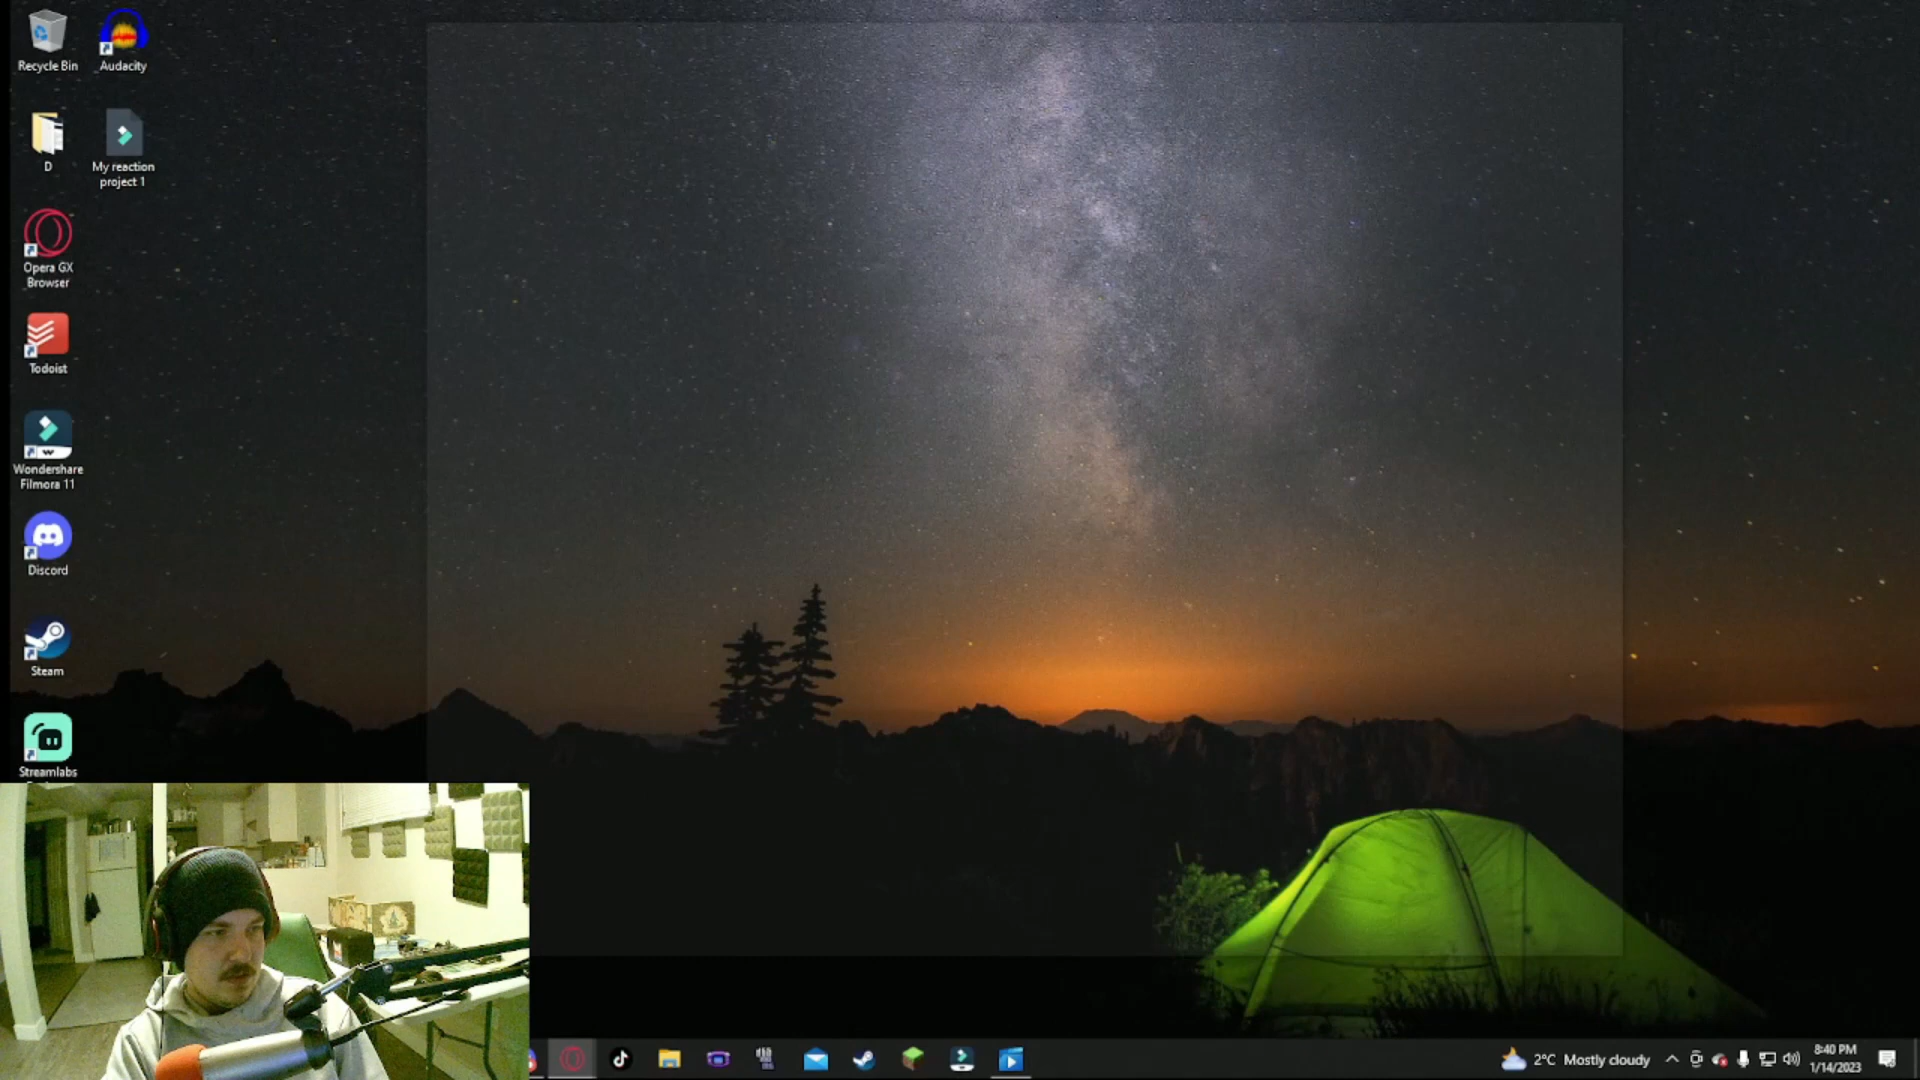 Recycle Bin
Audacity
D
My reaction
project 1
Opera GX
Browser
Todoist
Wondershare
Filmora 11
Discord
Steam
Streamlabs
2°C Mostly cloudy
8:40 PM
1/14/2023